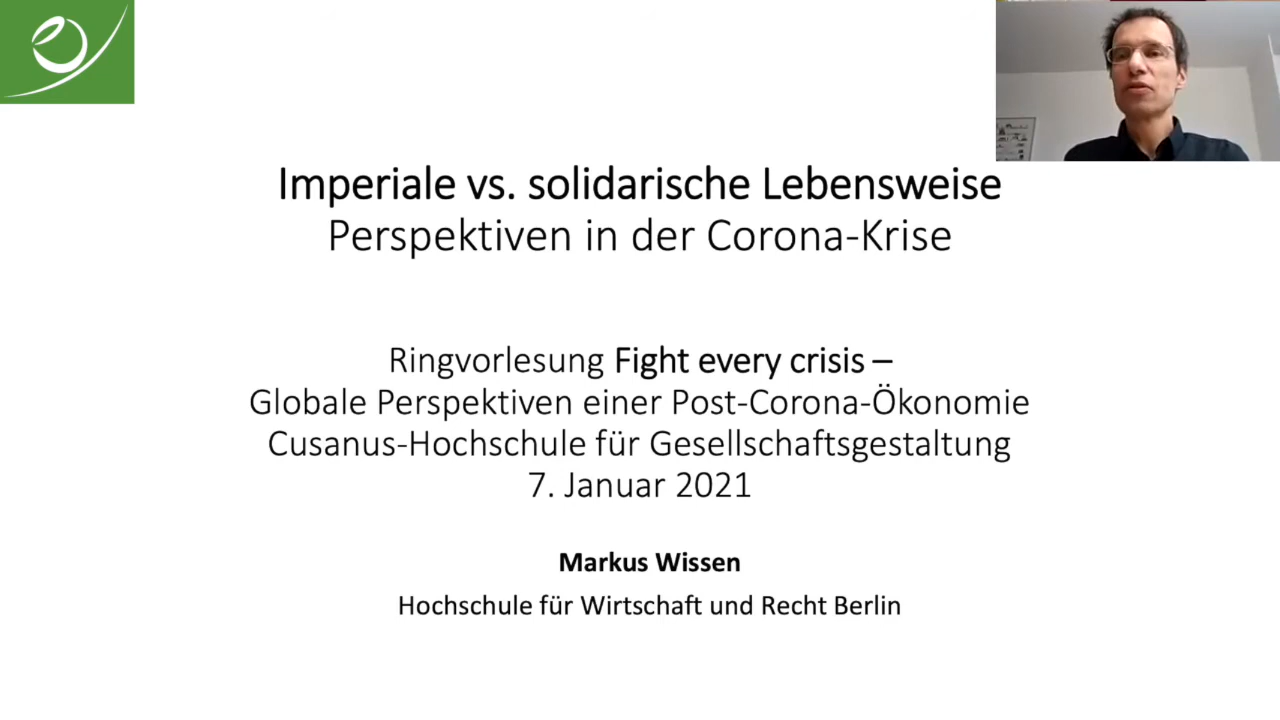 Imperiale vs. solidarische Lebensweise
Perspektiven in der Corona-Krise
Ringvorlesung Fight every crisis –
Globale Perspektiven einer Post-Corona-Ökonomie
Cusanus-Hochschule für Gesellschaftsgestaltung
7. Januar 2021
Markus Wissen
Hochschule für Wirtschaft und Recht Berlin